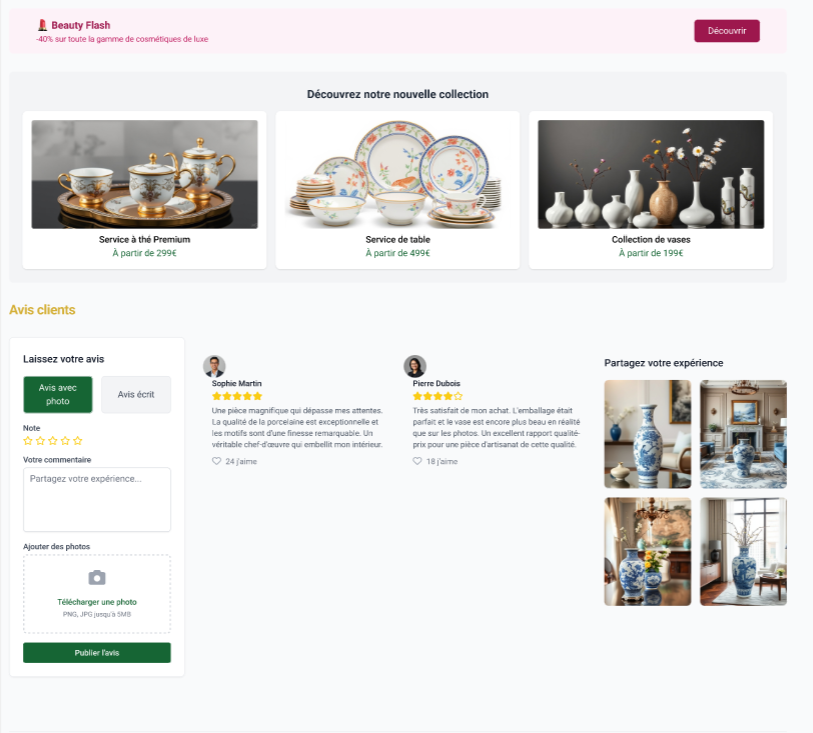 Beauty Flash
-40% sur toute la gamme de cosmétiques de luxe
Découvrir
Découvrez notre nouvelle collection
Service à thé Premium
À partir de 299€
Service de table
À partir de 499€
Collection de vases
À partir de 199€
Avis clients
Laissez votre avis
Avis avec
photo
Avis écrit
Note
Votre commentaire
Partagez votre expérience...
Ajouter des photos
Télécharger une photo
PNG, JPG jusqu'à 5MB
Publier l'avis
Sophie Martin
Une pièce magnifique qui dépasse mes attentes.
La qualité de la porcelaine est exceptionnelle et
les motifs sont d'une finesse remarquable. Un
véritable chef-d'œuvre qui embellit mon intérieur.
24 j'aime
Pierre Dubois
Très satisfait de mon achat. L'emballage était
parfait et le vase est encore plus beau en réalité
que sur les photos. Un excellent rapport qualité-
prix pour une pièce d'artisanat de cette qualité.
18 j'aime
Partagez votre expérience